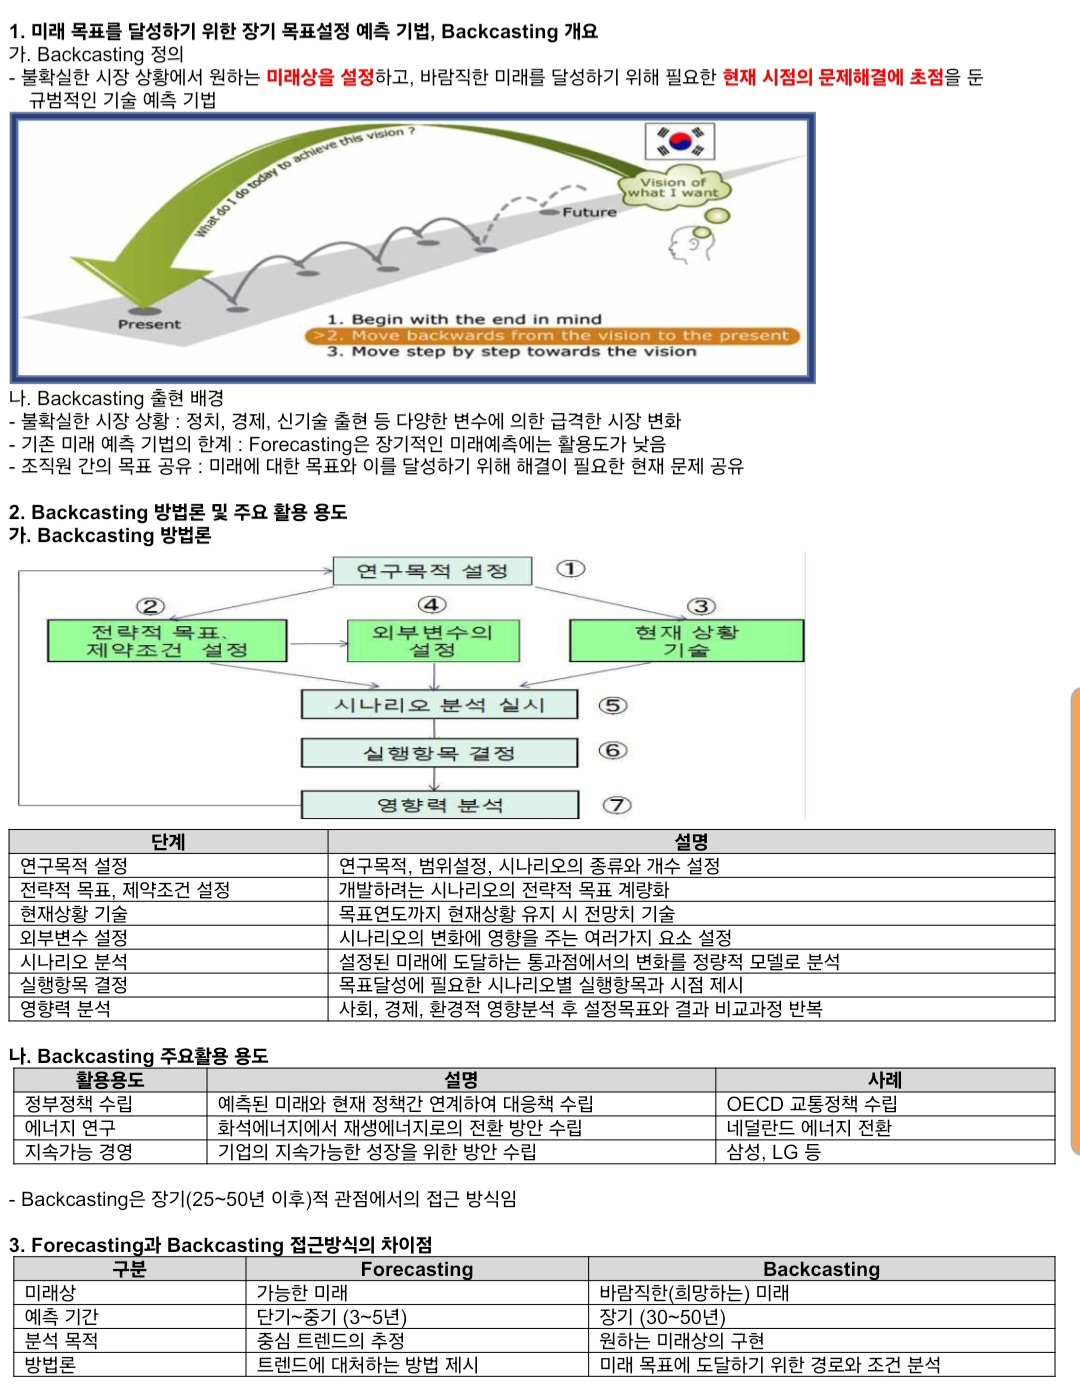 1. 미래 목표를 달성하기 위한 장기 목표설정 예측 기법, Backcasting 개요
가. Backcasting 정의
- 불확실한 시장 상황에서 원하는 미래상을 설정하고, 바람직한 미래를 달성하기 위해 필요한 현재 시점의 문제해결에 초점을 둔
규범적인 기술 예측 기법
What do I do today to achieve this vision ?
Vision of
what I want
Future
Present
1. Begin with the end in mind
>2. Move backwards from the vision to the present
3. Move step by step towards the vision
나. Backcasting 출현 배경
- 불확실한 시장 상황 : 정치, 경제, 신기술 출현 등 다양한 변수에 의한 급격한 시장 변화
- 기존 미래 예측 기법의 한계 : Forecasting은 장기적인 미래예측에는 활용도가 낮음
- 조직원 간의 목표 공유 : 미래에 대한 목표와 이를 달성하기 위해 해결이 필요한 현재 문제 공유
2. Backcasting 방법론 및 주요 활용 용도
가. Backcasting 방법론
연구목적 설정 ①
② ④ ③
전략적 목표, 외부변수의 현재 상황
제약조건 설정 설정 기술
시나리오 분석 실시 ⑤
실행항목 결정 ⑥
영향력 분석 ⑦
단계 설명
연구목적 설정 연구목적, 범위설정, 시나리오의 종류와 개수 설정
전략적 목표, 제약조건 설정 개발하려는 시나리오의 전략적 목표 계량화
현재상황 기술 목표연도까지 현재상황 유지 시 전망치 기술
외부변수 설정 시나리오의 변화에 영향을 주는 여러가지 요소 설정
시나리오 분석 설정된 미래에 도달하는 통과점에서의 변화를 정량적 모델로 분석
실행항목 결정 목표달성에 필요한 시나리오별 실행항목과 시점 제시
영향력 분석 사회, 경제, 환경적 영향분석 후 설정목표와 결과 비교과정 반복
나. Backcasting 주요활용 용도
활용용도 설명 사례
정부정책 수립 예측된 미래와 현재 정책간 연계하여 대응책 수립 OECD 교통정책 수립
에너지 연구 화석에너지에서 재생에너지로의 전환 방안 수립 네덜란드 에너지 전환
지속가능 경영 기업의 지속가능한 성장을 위한 방안 수립 삼성, LG 등
- Backcasting은 장기(25~50년 이후)적 관점에서의 접근 방식임
3. Forecasting과 Backcasting 접근방식의 차이점
구분 Forecasting Backcasting
미래상 가능한 미래 바람직한(희망하는) 미래
예측 기간 단기~중기 (3~5년) 장기 (30~50년)
분석 목적 중심 트렌드의 추정 원하는 미래상의 구현
방법론 트렌드에 대처하는 방법 제시 미래 목표에 도달하기 위한 경로와 조건 분석